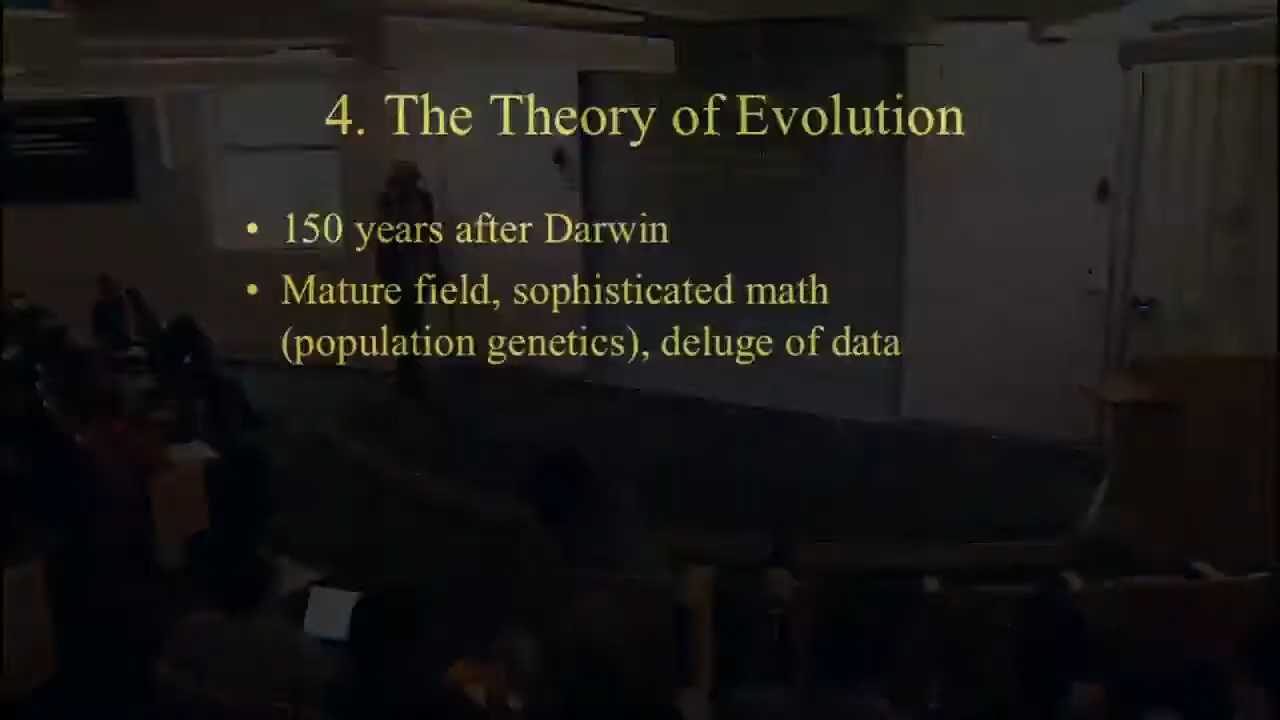 4. The Theory of Evolution
• 150 years after Darwin
• Mature field, sophisticated math
(population genetics), deluge of data